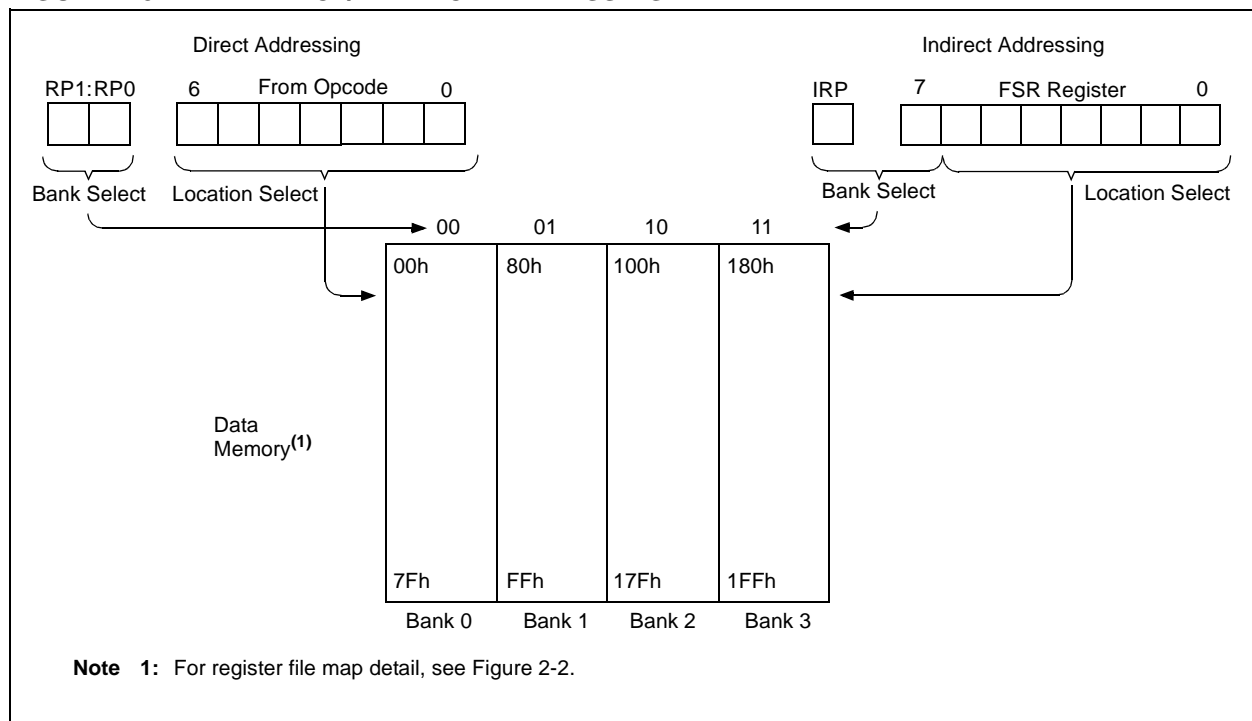 Direct Addressing
Indirect Addressing
RP1:RP0 6 From Opcode 0
IRP 7 FSR Register 0
Bank Select Location Select
Bank Select Location Select
00 01 10 11
00h 80h 100h 180h
Data
Memory(1)
7Fh FFh 17Fh 1FFh
Bank 0 Bank 1 Bank 2 Bank 3
Note 1: For register file map detail, see Figure 2-2.